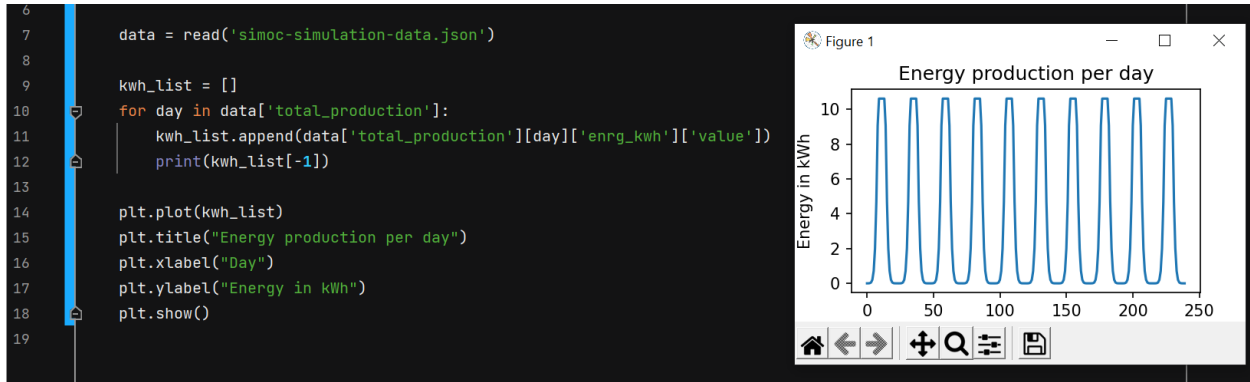 6
7 data = read('simoc-simulation-data.json')
8
9 kwh_list = []
10 for day in data['total_production']:
11 kwh_list.append(data['total_production'][day]['enrg_kwh']['value'])
12 print(kwh_list[-1])
13
14 plt.plot(kwh_list)
15 plt.title("Energy production per day")
16 plt.xlabel("Day")
17 plt.ylabel("Energy in kWh")
18 plt.show()
19
Figure 1
Energy production per day
Energy in kWh
10
8
6
4
2
0
0 50 100 150 200 250